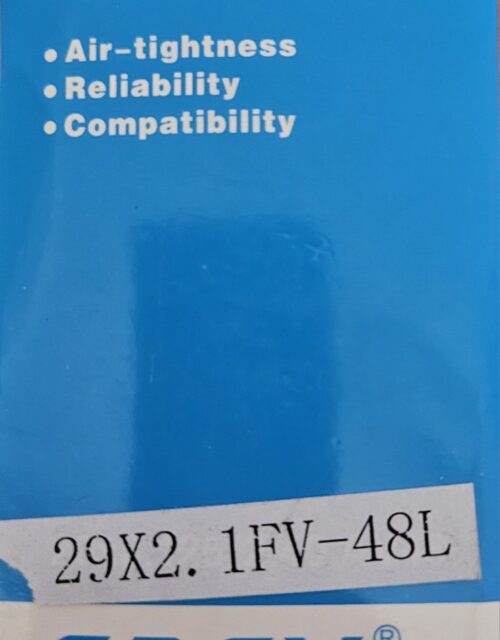 • Air-tightness
• Reliability
• Compatibility
29X2. 1FV-48L
®